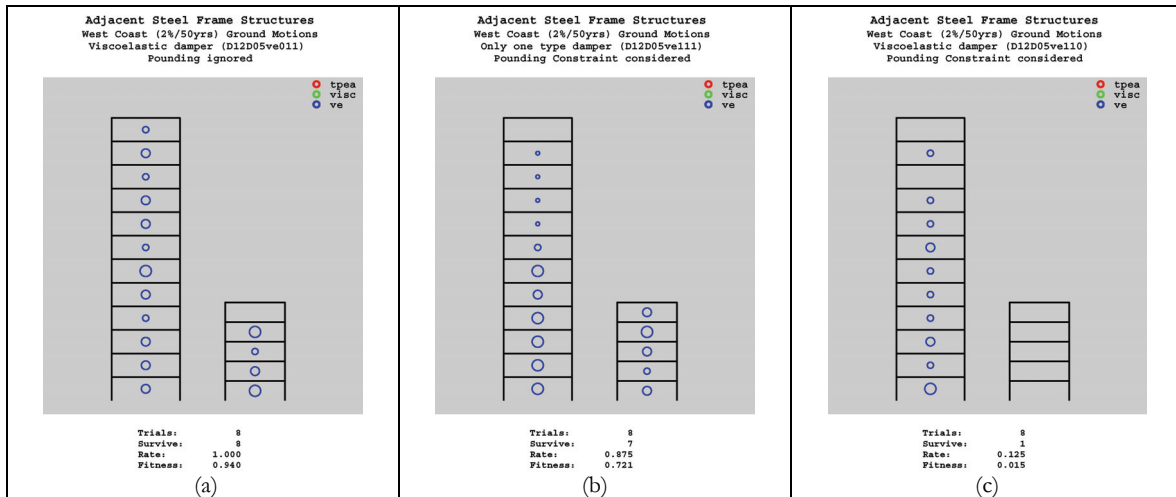 Adjacent Steel Frame Structures
West Coast (2%/50yrs) Ground Motions
Viscoelastic damper (D12D05ve011)
Pounding ignored
tpea
visc
ve
Trials: 8
Survive: 8
Rate: 1.000
Fitness: 0.940
(a)
Adjacent Steel Frame Structures
West Coast (2%/50yrs) Ground Motions
Only one type damper (D12D05ve111)
Pounding Constraint considered
tpea
visc
ve
Trials: 8
Survive: 7
Rate: 0.875
Fitness: 0.721
(b)
Adjacent Steel Frame Structures
West Coast (2%/50yrs) Ground Motions
Viscoelastic damper (D12D05ve110)
Pounding Constraint considered
tpea
visc
ve
Trials: 8
Survive: 1
Rate: 0.125
Fitness: 0.015
(c)